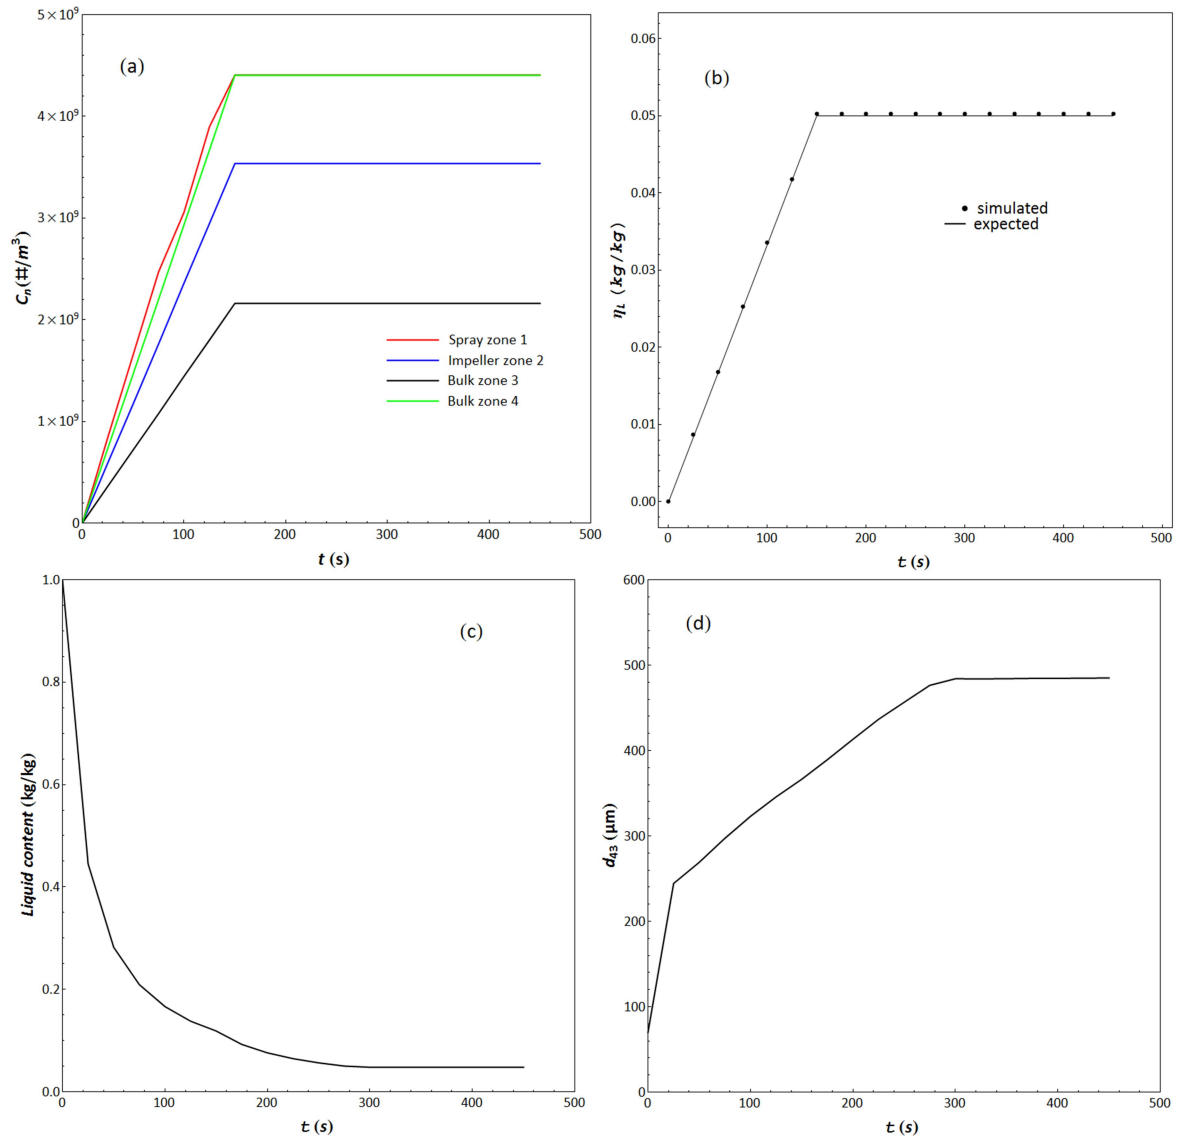 (a)
5×10⁹
4×10⁹
3×10⁹
2×10⁹
1×10⁹
0
Cₙ (#/m³)
Spray zone 1
Impeller zone 2
Bulk zone 3
Bulk zone 4
0 100 200 300 400 500
t (s)
(b)
0.06
0.05
0.04
0.03
0.02
0.01
0.00
η_L (kg/kg)
simulated
expected
0 100 200 300 400 500
t (s)
(c)
1.0
0.8
0.6
0.4
0.2
0.0
Liquid content (kg/kg)
0 100 200 300 400 500
t (s)
(d)
600
500
400
300
200
100
0
d₄₃ (μm)
0 100 200 300 400 500
t (s)